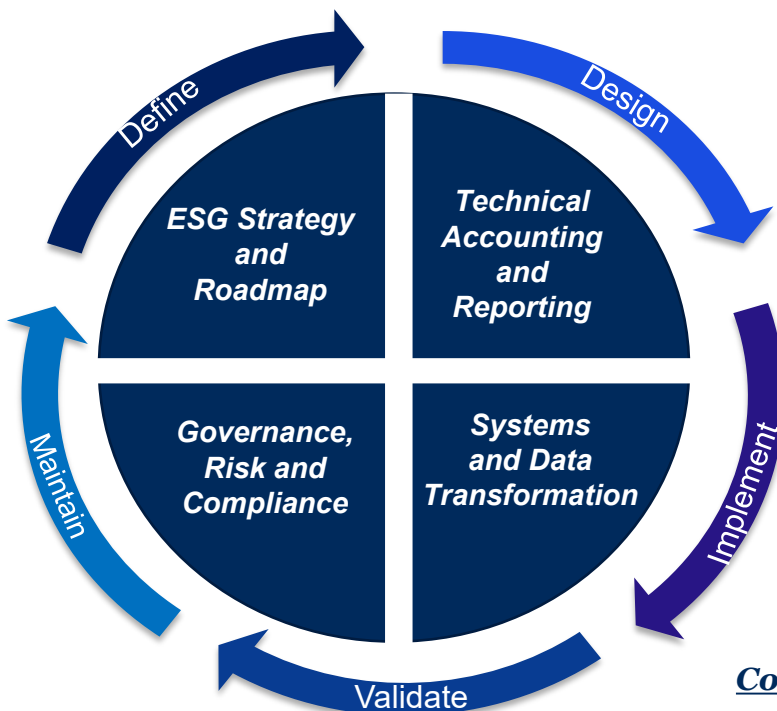 Define
Design
ESG Strategy
and
Roadmap
Technical
Accounting
and
Reporting
Maintain
Governance,
Risk and
Compliance
Systems
and Data
Transformation
Implement
Validate
Co